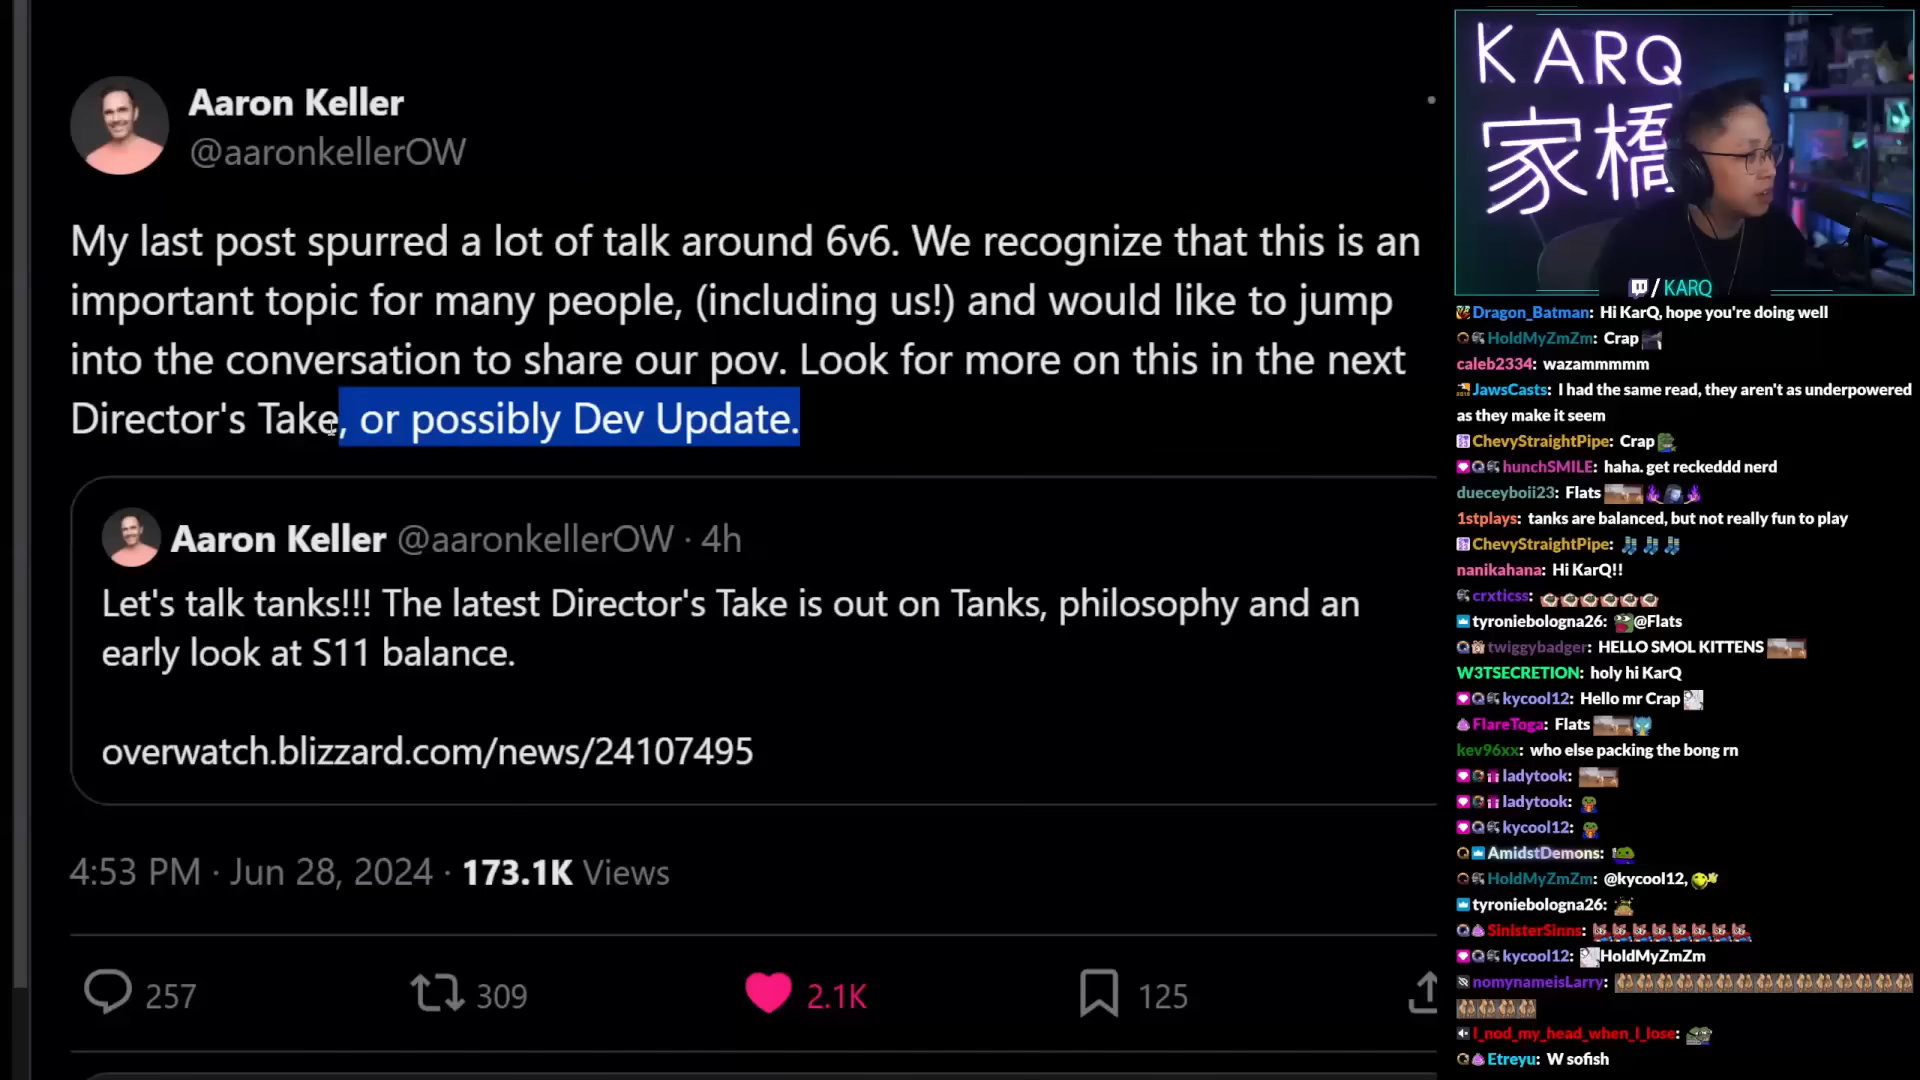 Aaron Keller
@aaronkellerOW
My last post spurred a lot of talk around 6v6. We recognize that this is an
important topic for many people, (including us!) and would like to jump
into the conversation to share our pov. Look for more on this in the next
Director's Take, or possibly Dev Update.
Aaron Keller @aaronkellerOW · 4h
Let's talk tanks!!! The latest Director's Take is out on Tanks, philosophy and an
early look at S11 balance.
overwatch.blizzard.com/news/24107495
4:53 PM · Jun 28, 2024 · 173.1K Views
257 309 2.1K 125
KARQ
家橋
/ KARQ
Dragon_Batman: Hi KarQ, hope you're doing well
HoldMyZmZm: Crap
caleb2334: wazammmmm
JawsCasts: I had the same read, they aren't as underpowered
as they make it seem
ChevyStraightPipe: Crap
hunchSMILE: haha. get reckeddd nerd
dueceyboii23: Flats
1stplays: tanks are balanced, but not really fun to play
ChevyStraightPipe:
nanikahana: Hi KarQ!!
crxticss:
tyroniebologna26: @Flats
twiggybadger: HELLO SMOL KITTENS
W3TSECRETION: holy hi KarQ
kycool12: Hello mr Crap
FlareToga: Flats
kev96xx: who else packing the bong rn
ladytook:
ladytook:
kycool12:
AmidstDemons:
HoldMyZmZm: @kycool12,
tyroniebologna26:
SinisterSinns:
kycool12: HoldMyZmZm
nomynameisLarry:
I_nod_my_head_when_I_lose:
Etreyu: W sofish